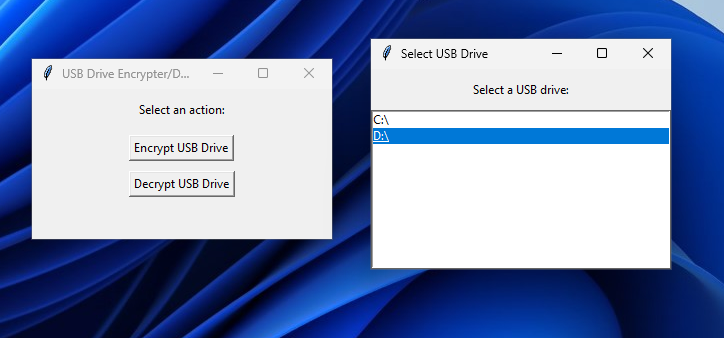 USB Drive Encrypter/D...
Select an action:
Encrypt USB Drive
Decrypt USB Drive
Select USB Drive
Select a USB drive:
C:\
D:\